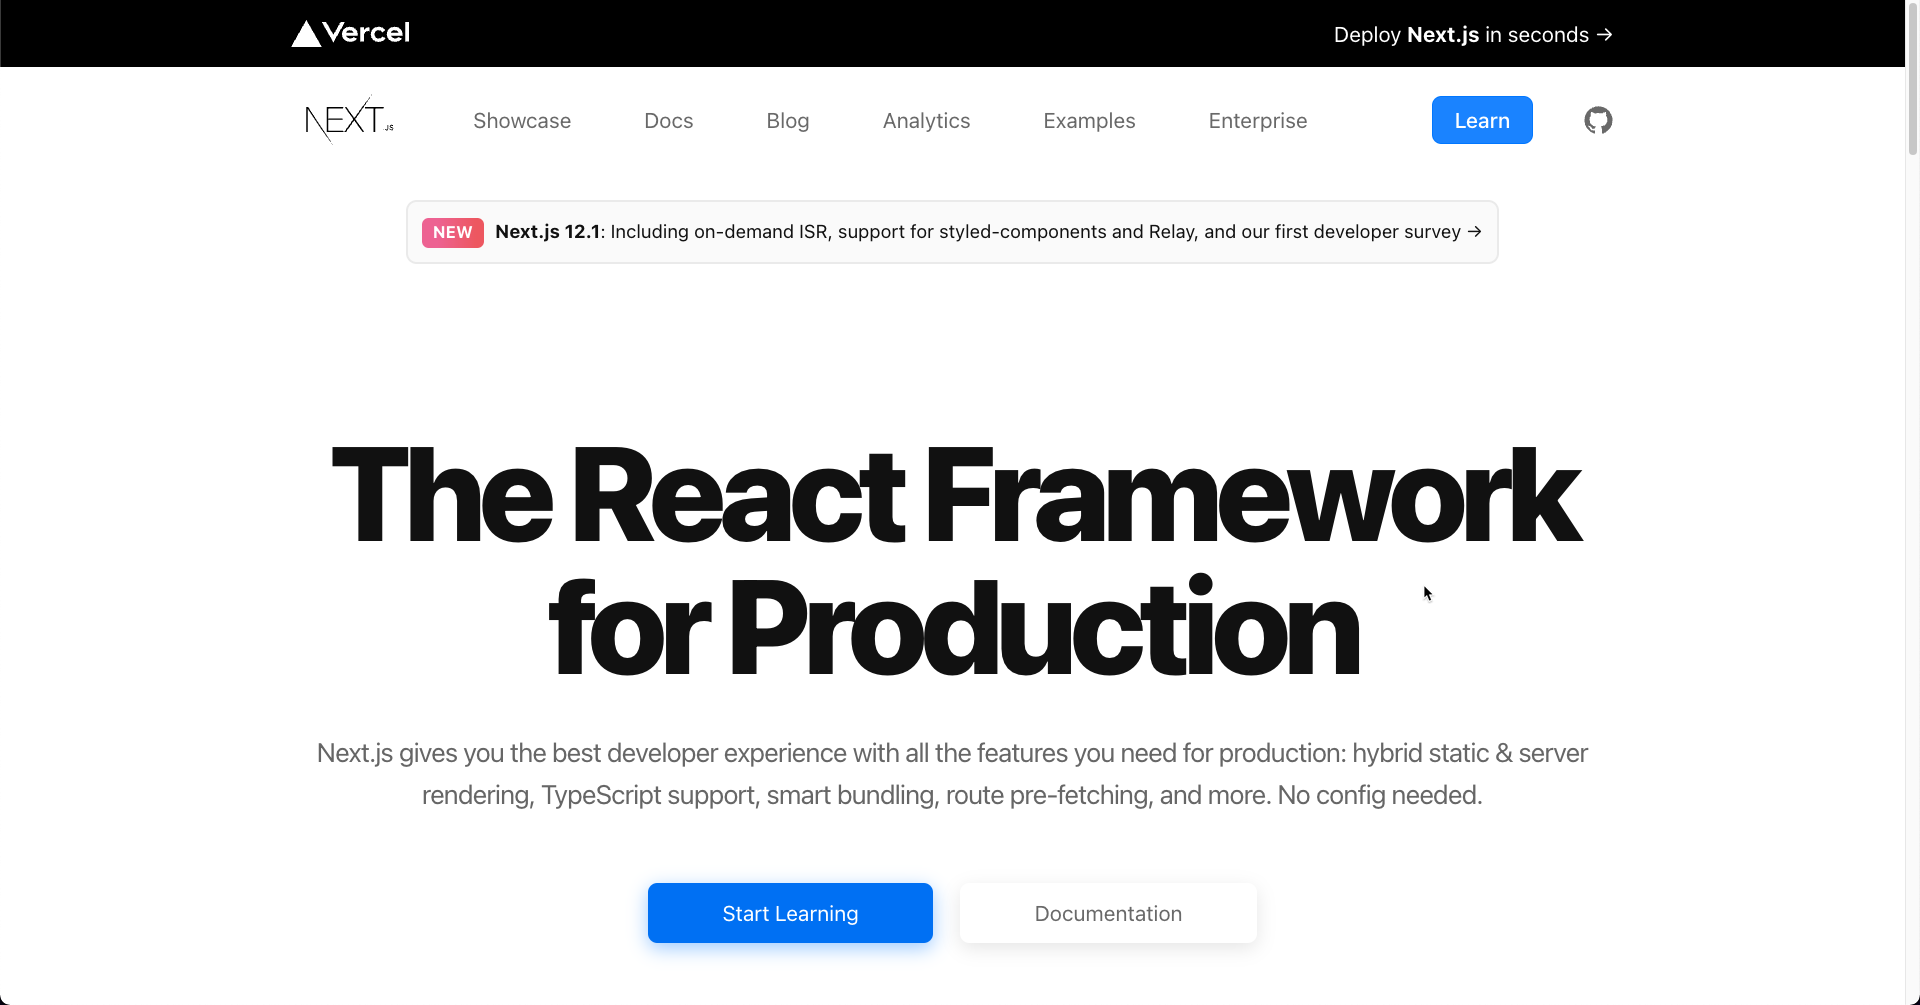 Vercel
Deploy Next.js in seconds →
NEXT.JS
Showcase
Docs
Blog
Analytics
Examples
Enterprise
Learn
NEW Next.js 12.1: Including on-demand ISR, support for styled-components and Relay, and our first developer survey →
The React Framework
for Production
Next.js gives you the best developer experience with all the features you need for production: hybrid static & server
rendering, TypeScript support, smart bundling, route pre-fetching, and more. No config needed.
Start Learning
Documentation